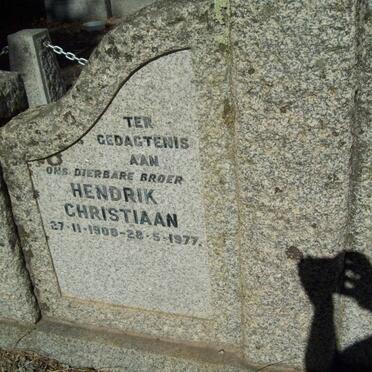 TER
GEDAGTENIS
AAN
ONS DIERBARE BROER
HENDRIK
CHRISTIAAN
27-11-1908-28-5-1977.